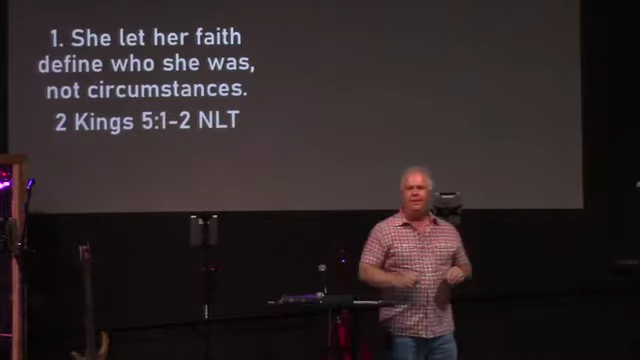 1. She let her faith
define who she was,
not circumstances.
2 Kings 5:1-2 NLT